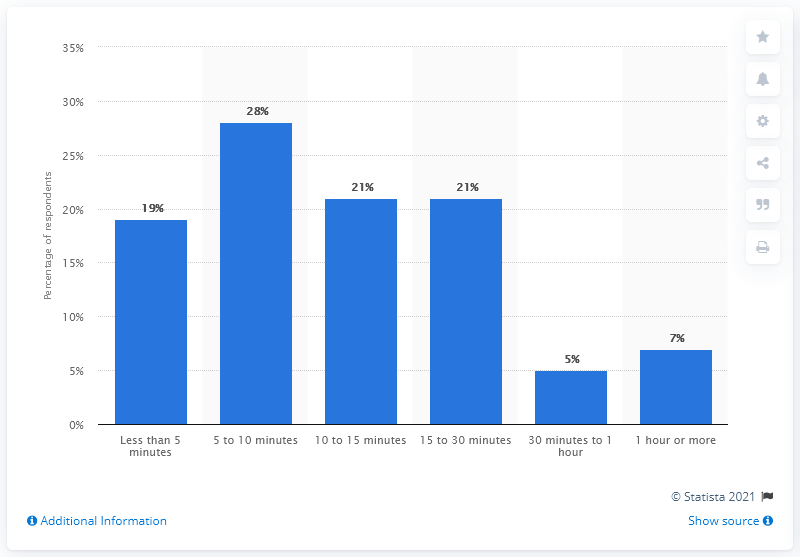 35%
30%
25%
20%
15%
10%
5%
0%
Percentage of respondents
19%
28%
21%
21%
5%
7%
Less than 5
minutes
5 to 10 minutes
10 to 15 minutes
15 to 30 minutes
30 minutes to 1
hour
1 hour or more
© Statista 2021
Additional Information
Show source